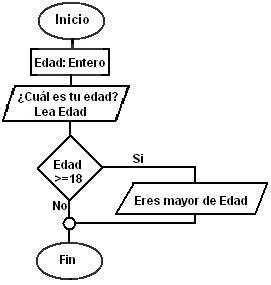 Inicio
Edad: Entero
¿Cuál es tu edad?
Lea Edad
Edad
>=18
Si
No
Eres mayor de Edad
Fin